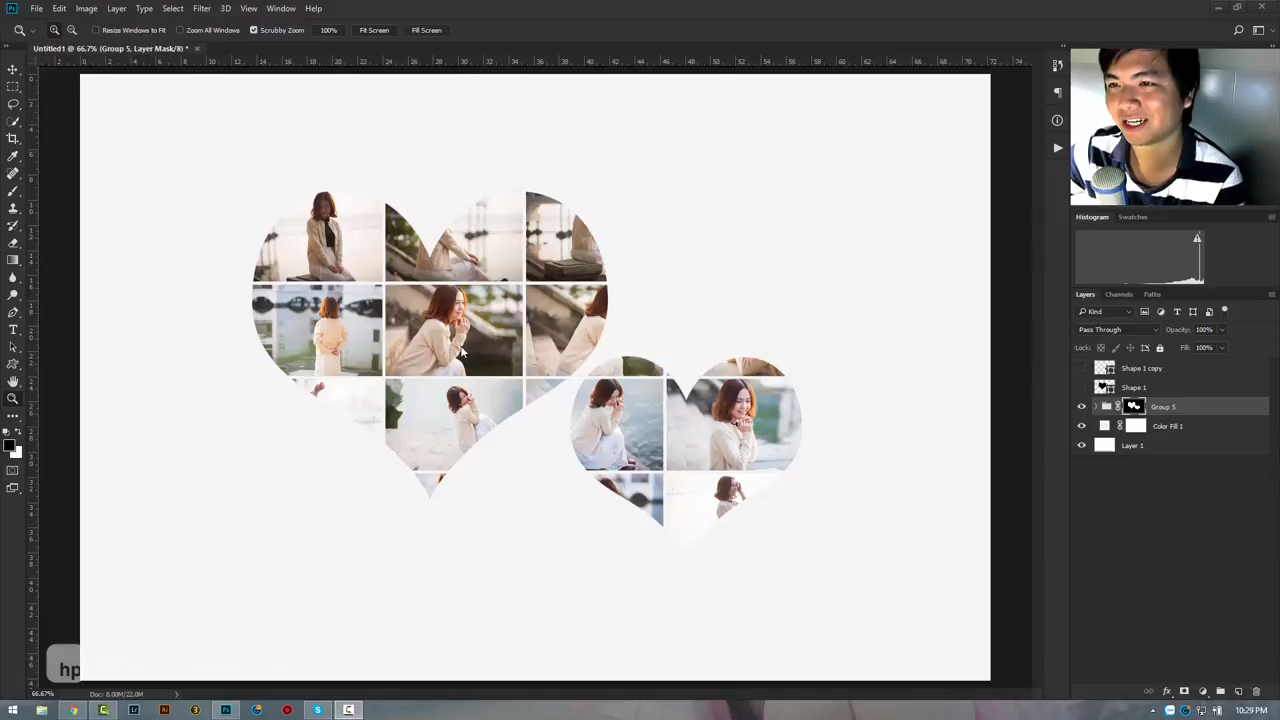 Ps File Edit Image Layer Type Select Filter 3D View Window Help
Resize Windows to Fit Zoom All Windows Scrubby Zoom 100% Fit Screen Fill Screen
Untitled1 @ 66.7% (Group 5, Layer Mask/8) *
Histogram Swatches
Layers Channels Paths
Kind
Pass Through Opacity: 100%
Lock: Fill: 100%
Shape 1 copy
Shape 1
Group 5
Color Fill 1
Layer 1
hp
66.67% Doc: 8.00M/22.0M
10:29 PM